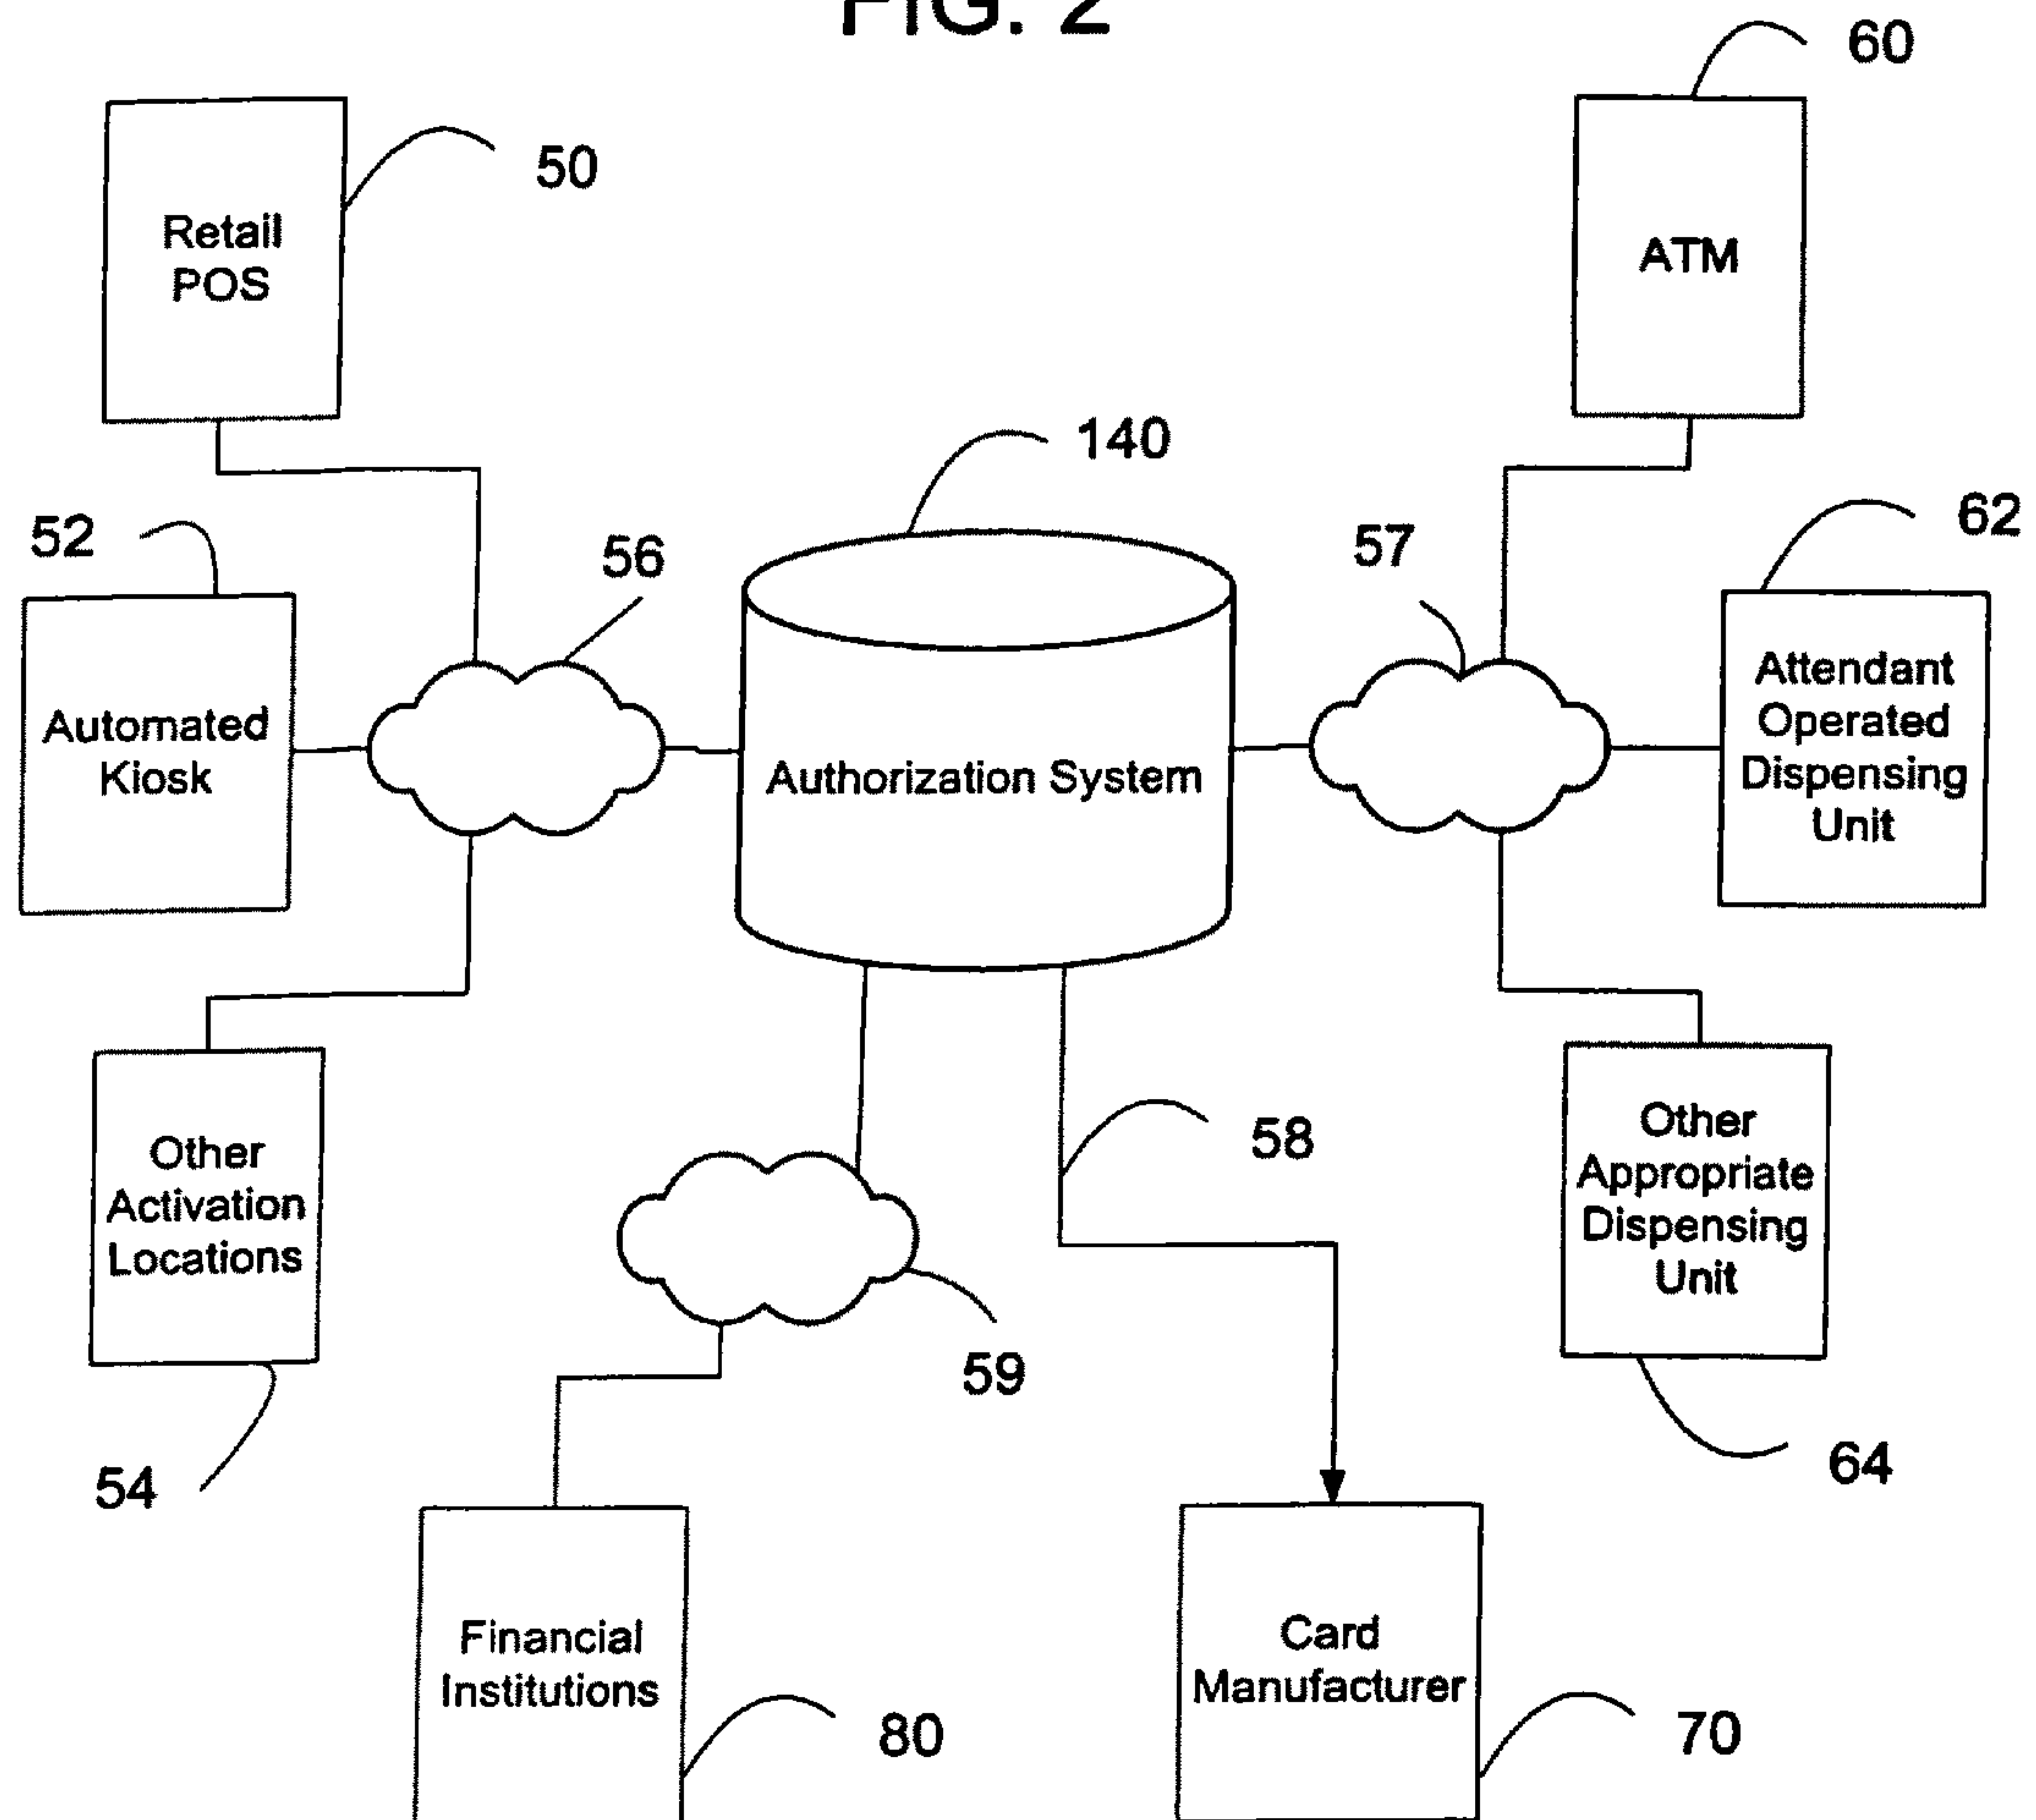 FIG. 2
60
50
Retail
POS
ATM
140
52
56
57
62
Automated
Kiosk
Authorization System
Attendant
Operated
Dispensing
Unit
Other
Activation
Locations
58
Other
Appropriate
Dispensing
Unit
59
54
64
Financial
Institutions
Card
Manufacturer
80
70